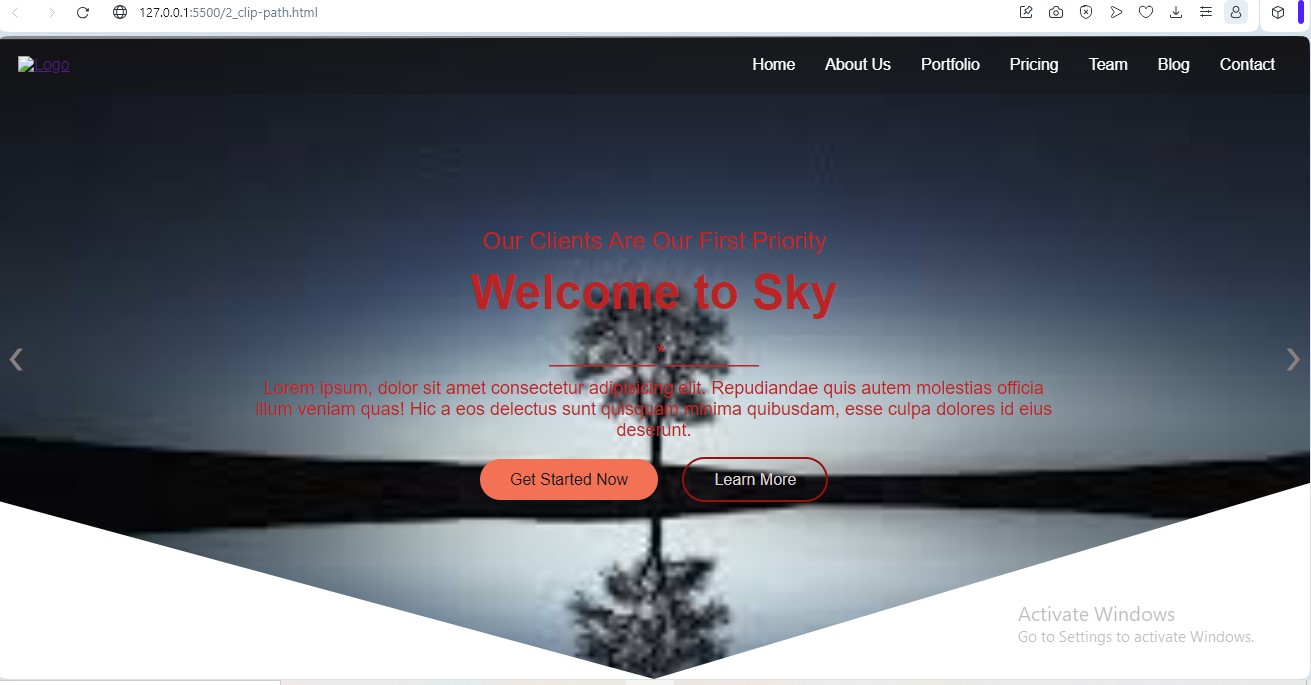 127.0.0.1:5500/2_clip-path.html
Logo
Home About Us Portfolio Pricing Team Blog Contact
Our Clients Are Our First Priority
Welcome to Sky
*
Lorem ipsum, dolor sit amet consectetur adipisicing elit. Repudiandae quis autem molestias officia
illum veniam quas! Hic a eos delectus sunt quisquam minima quibusdam, esse culpa dolores id eius
deserunt.
Get Started Now Learn More
Activate Windows
Go to Settings to activate Windows.